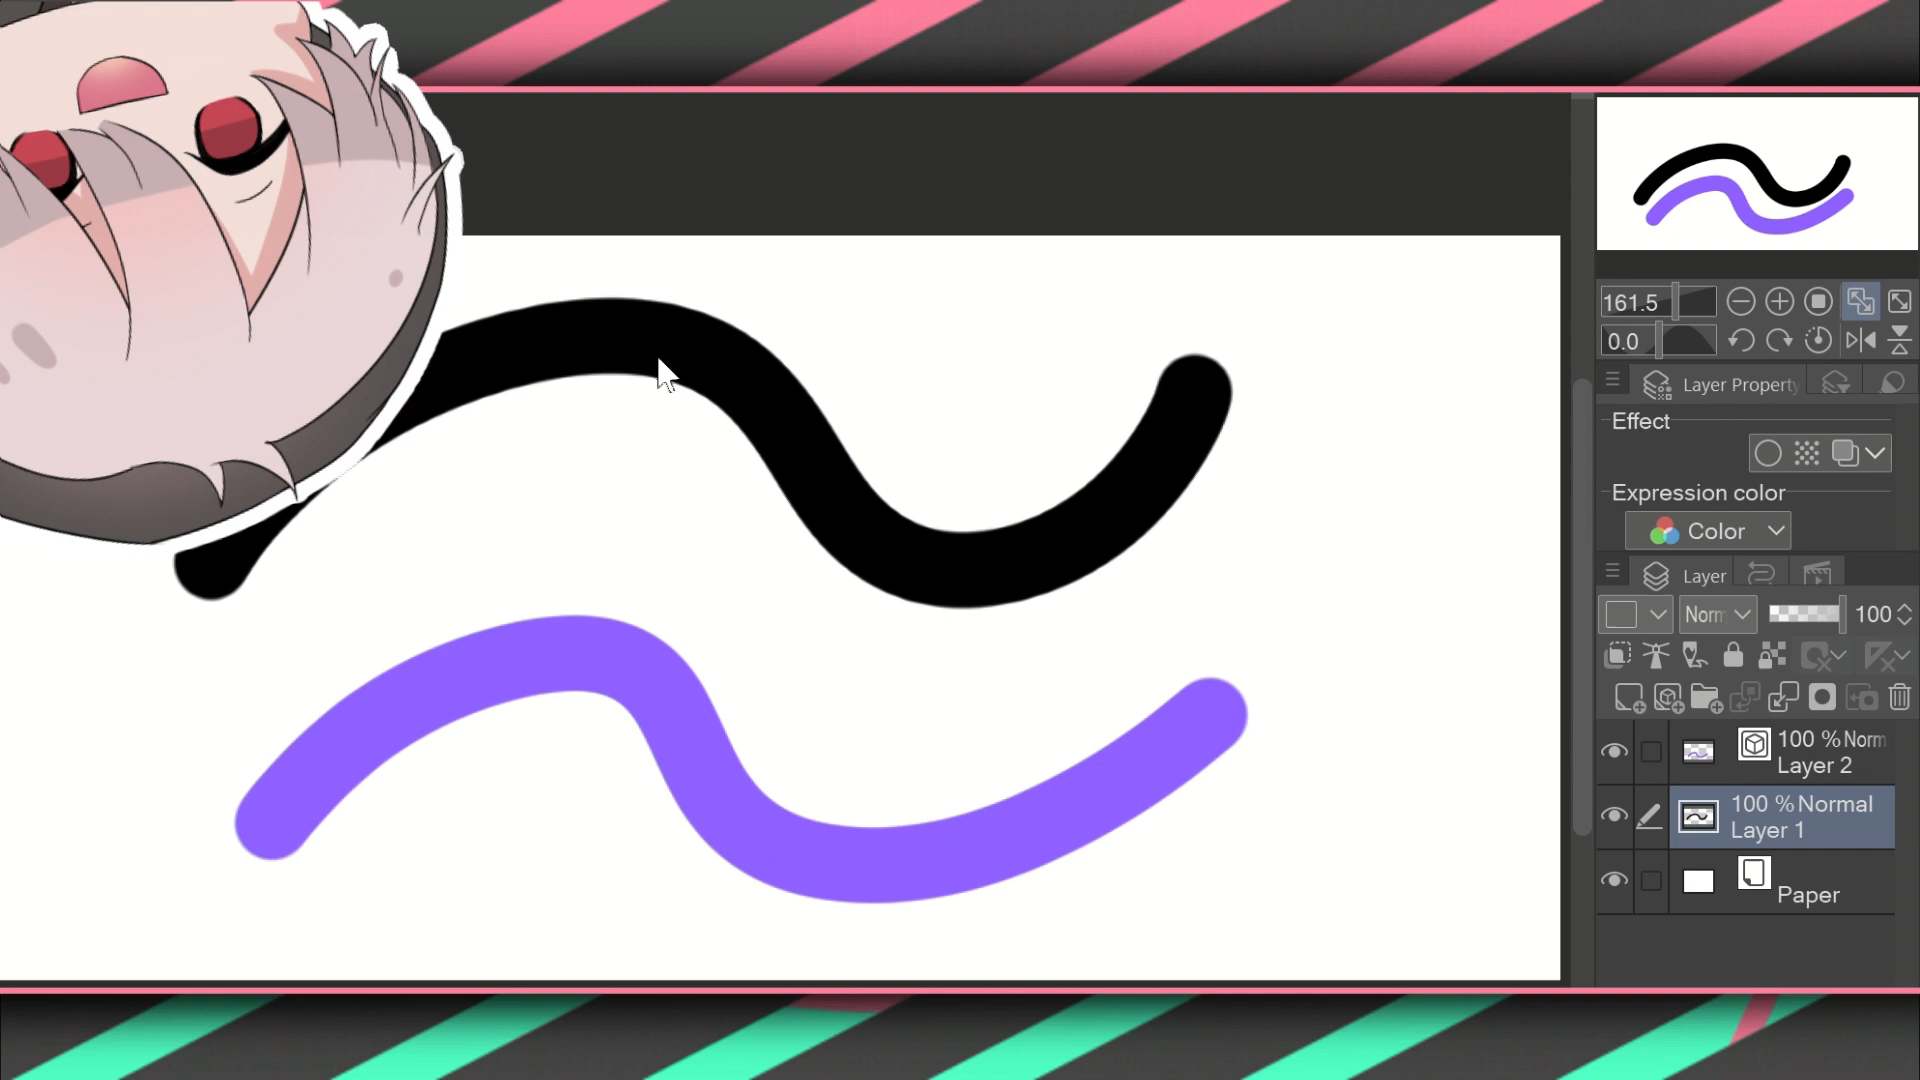 161.5
0.0
Layer Property
Effect
Expression color
Color
Layer
Norm
100
100 % Norm
Layer 2
100 % Normal
Layer 1
Paper